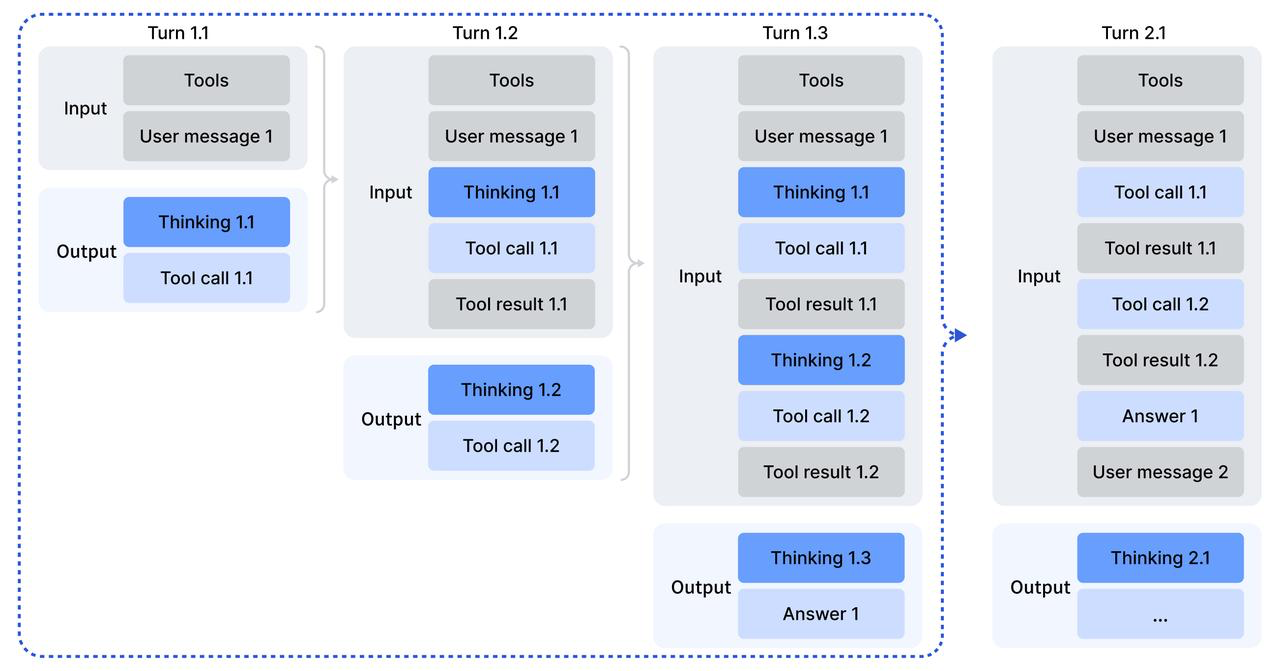 Turn 1.1
Input
Tools
User message 1
Output
Thinking 1.1
Tool call 1.1
Turn 1.2
Input
Tools
User message 1
Thinking 1.1
Tool call 1.1
Tool result 1.1
Output
Thinking 1.2
Tool call 1.2
Turn 1.3
Input
Tools
User message 1
Thinking 1.1
Tool call 1.1
Tool result 1.1
Thinking 1.2
Tool call 1.2
Tool result 1.2
Output
Thinking 1.3
Answer 1
Turn 2.1
Input
Tools
User message 1
Tool call 1.1
Tool result 1.1
Tool call 1.2
Tool result 1.2
Answer 1
User message 2
Output
Thinking 2.1
...